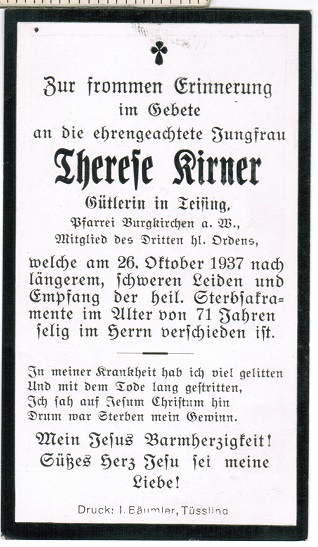 Zur frommen Erinnerung
im Gebete
an die ehrengeachtete Jungfrau
Therese Kirner
Gütlerin in Teising,
Pfarrei Burgkirchen a. W.,
Mitglied des Dritten hl. Ordens,
welche am 26. Oktober 1937 nach
längerem, schweren Leiden und
Empfang der heil. Sterbsakra-
mente im Alter von 71 Jahren
selig im Herrn verschieden ist.
In meiner Krankheit hab ich viel gelitten
Und mit dem Tode lang gestritten,
Ich sah auf Jesum Christum hin
Drum war Sterben mein Gewinn.
Mein Jesus Barmherzigkeit!
Süßes Herz Jesu sei meine
Liebe!
Druck: J. Bäumler, Tüssling